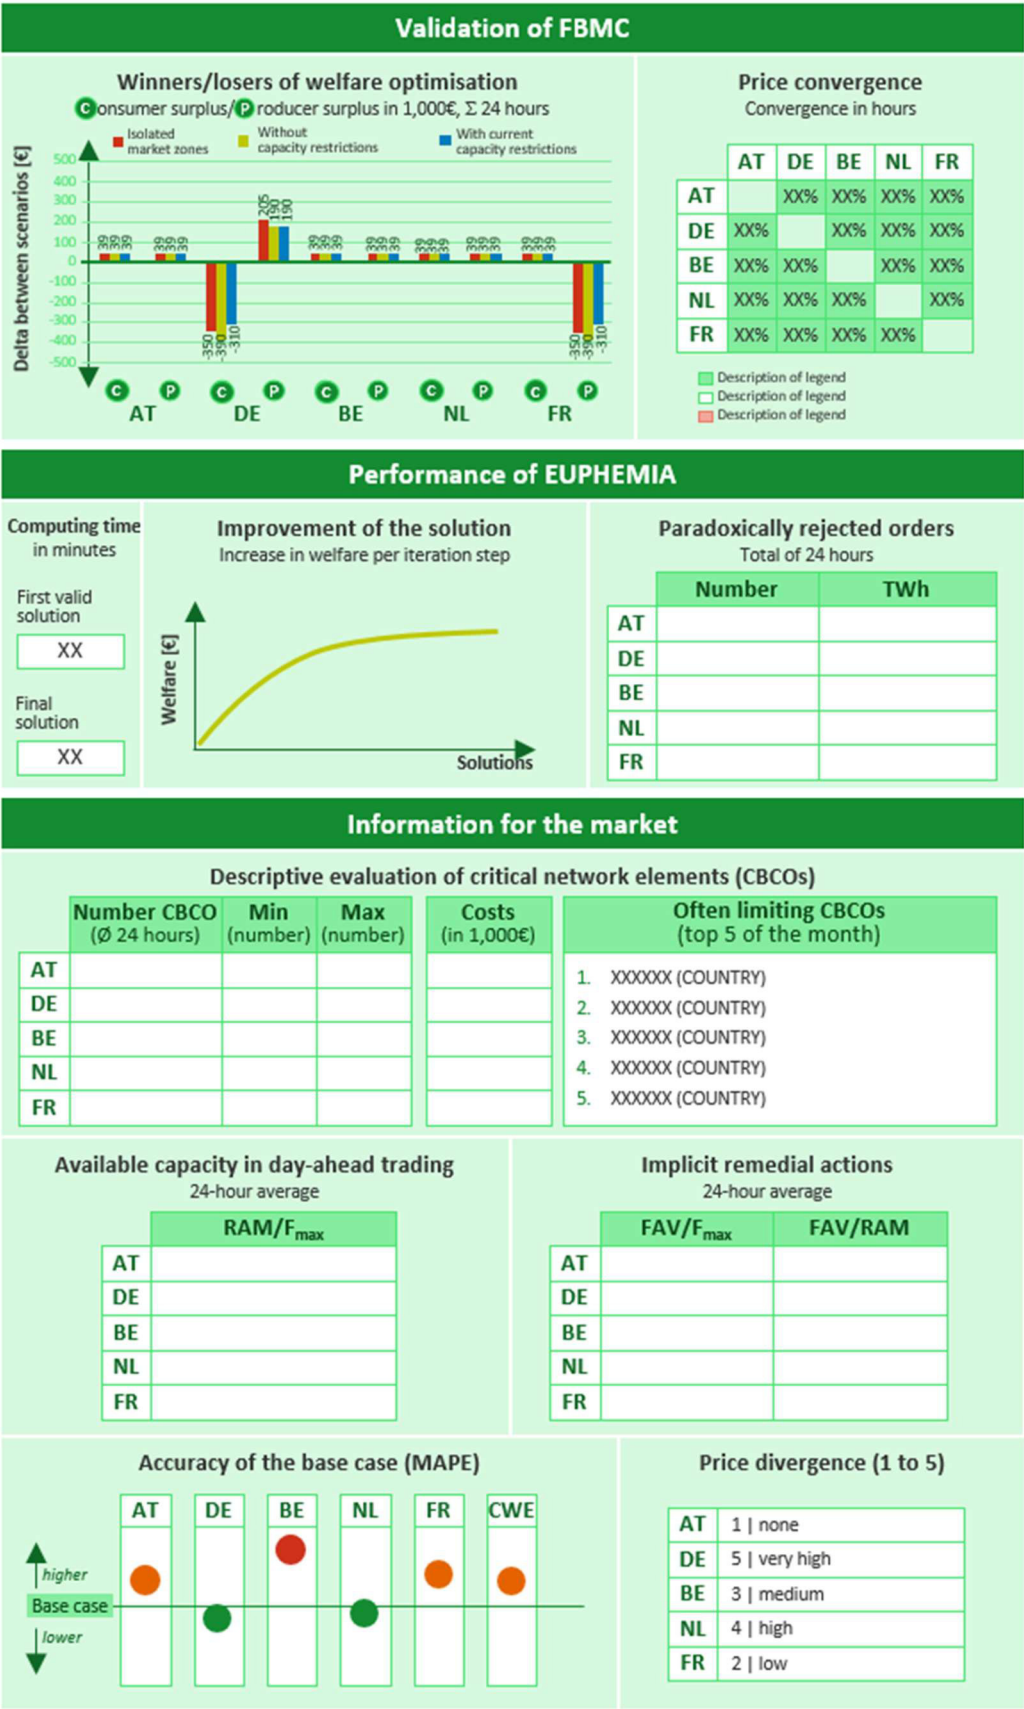 Validation of FBMC
Winners/losers of welfare optimisation
Consumer surplus/Producer surplus in 1,000€, Σ 24 hours
Isolated market zones
Without capacity restrictions
With current capacity restrictions
Delta between scenarios [€]
500
400
300
200
100
0
-100
-200
-300
-400
-500
39 39 39 39 39 39 -350 -390 -310 205 190 190 39 39 39 39 39 39 39 39 39 39 39 39 39 39 39 -350 -390 -310
C P C P C P C P C P
AT DE BE NL FR
Price convergence
Convergence in hours
AT DE BE NL FR
AT XX% XX% XX% XX%
DE XX% XX% XX% XX%
BE XX% XX% XX% XX%
NL XX% XX% XX% XX%
FR XX% XX% XX% XX%
Description of legend
Description of legend
Description of legend
Performance of EUPHEMIA
Computing time
in minutes
First valid
solution
XX
Final
solution
XX
Improvement of the solution
Increase in welfare per iteration step
Welfare [€]
Solutions
Paradoxically rejected orders
Total of 24 hours
Number TWh
AT
DE
BE
NL
FR
Information for the market
Descriptive evaluation of critical network elements (CBCOs)
Number CBCO Min Max
(Ø 24 hours) (number) (number)
AT
DE
BE
NL
FR
Costs
(in 1,000€)
Often limiting CBCOs
(top 5 of the month)
1. XXXXXX (COUNTRY)
2. XXXXXX (COUNTRY)
3. XXXXXX (COUNTRY)
4. XXXXXX (COUNTRY)
5. XXXXXX (COUNTRY)
Available capacity in day-ahead trading
24-hour average
RAM/Fmax
AT
DE
BE
NL
FR
Implicit remedial actions
24-hour average
FAV/Fmax FAV/RAM
AT
DE
BE
NL
FR
Accuracy of the base case (MAPE)
AT DE BE NL FR CWE
higher
Base case
lower
Price divergence (1 to 5)
AT 1 | none
DE 5 | very high
BE 3 | medium
NL 4 | high
FR 2 | low